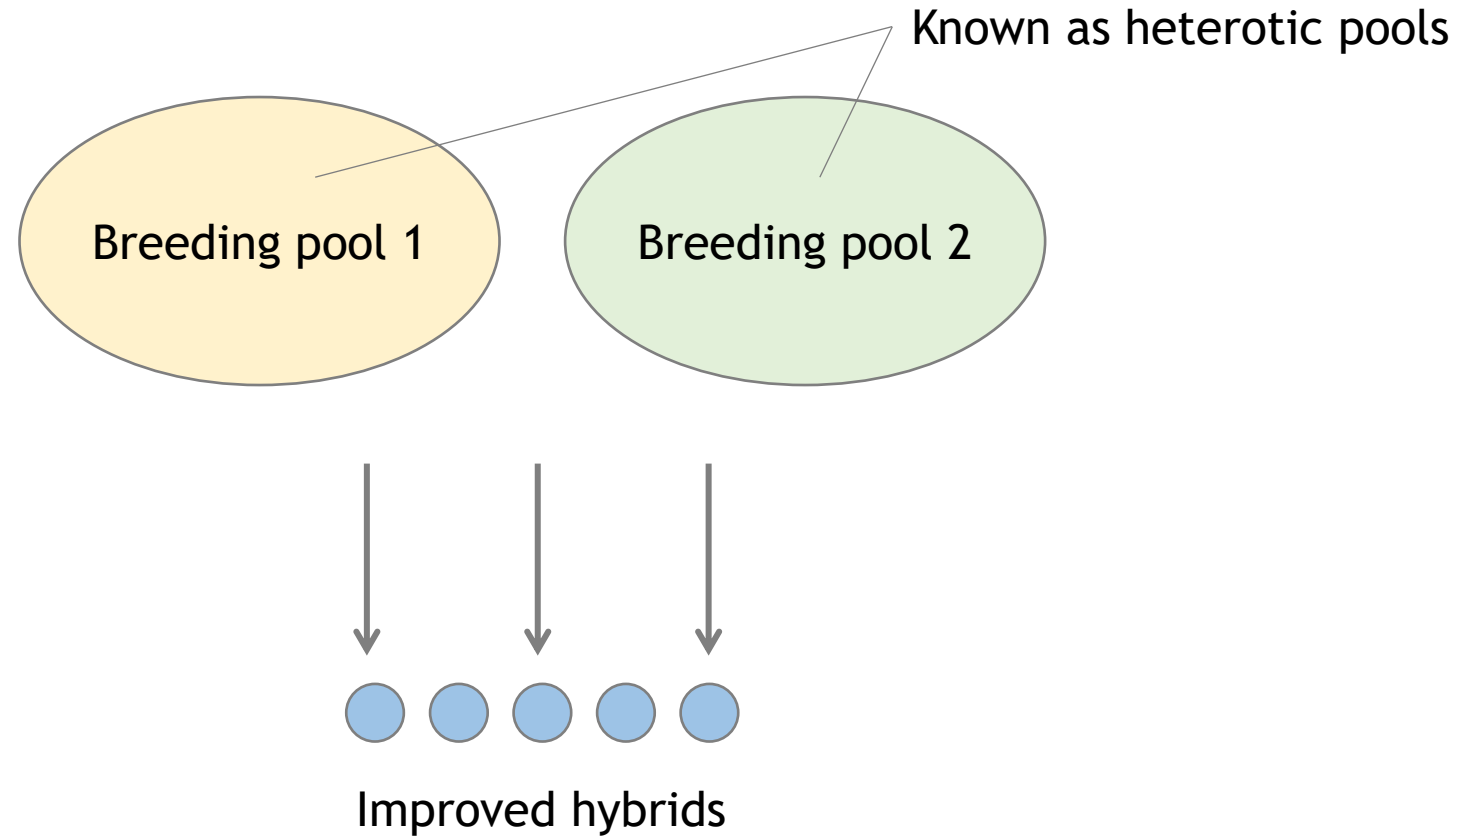 Known as heterotic pools
Breeding pool 1
Breeding pool 2
Improved hybrids